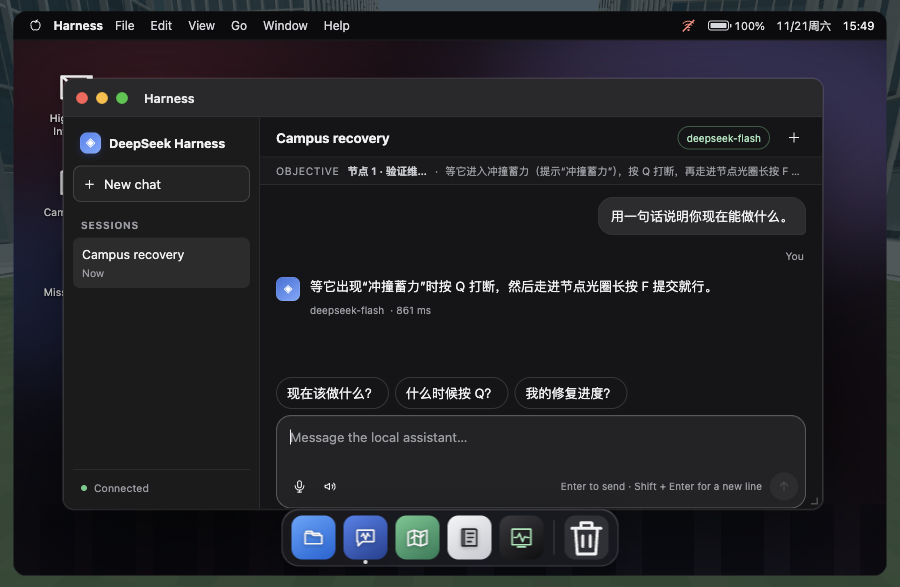 Harness File Edit View Go Window Help 100% 11/21周六 15:49
Harness
DeepSeek Harness
New chat
SESSIONS
Campus recovery
Now
Connected
Campus recovery
deepseek-flash
OBJECTIVE 节点 1 · 验证维... · 等它进入冲撞蓄力（提示“冲撞蓄力”），按 Q 打断，再走进节点光圈长按 F ...
用一句话说明你现在能做什么。
You
等它出现“冲撞蓄力”时按 Q 打断，然后走进节点光圈长按 F 提交就行。
deepseek-flash · 861 ms
现在该做什么？
什么时候按 Q？
我的修复进度？
Message the local assistant...
Enter to send · Shift + Enter for a new line